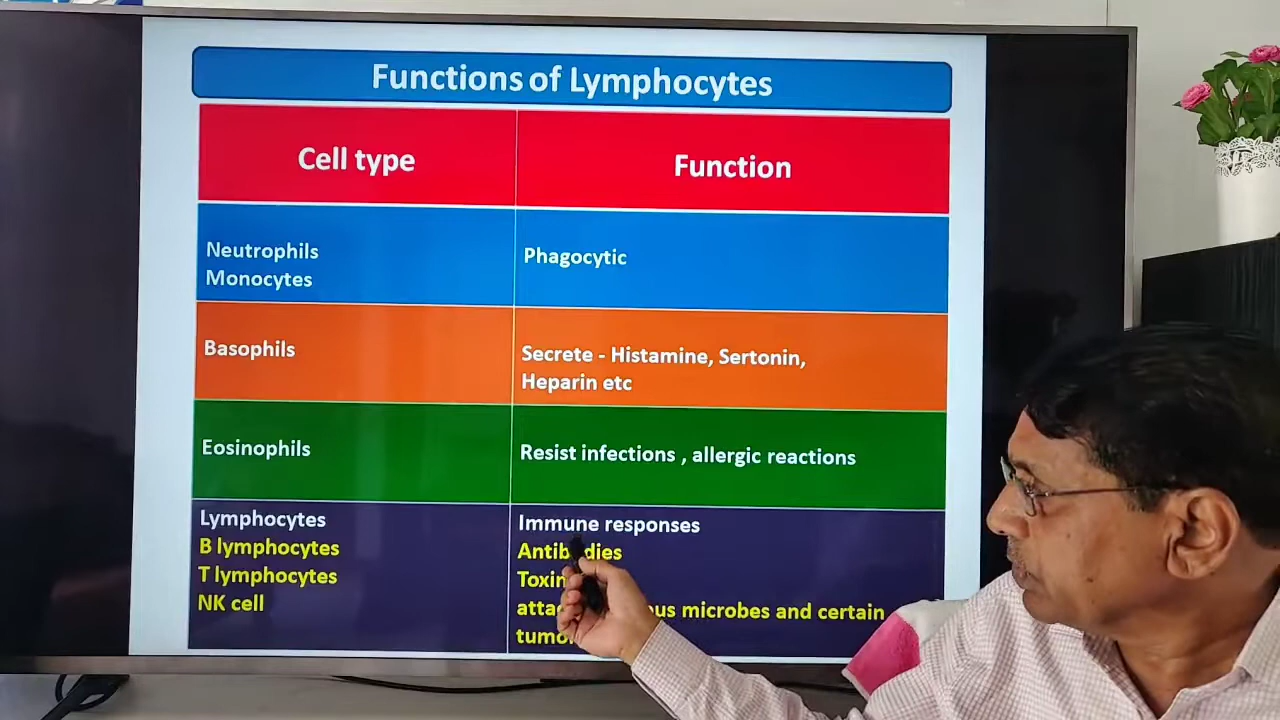 Functions of Lymphocytes
Cell type
Function
Neutrophils
Monocytes
Phagocytic
Basophils
Secrete - Histamine, Sertonin,
Heparin etc
Eosinophils
Resist infections , allergic reactions
Lymphocytes
B lymphocytes
T lymphocytes
NK cell
Immune responses
Antibodies
microbes and certain